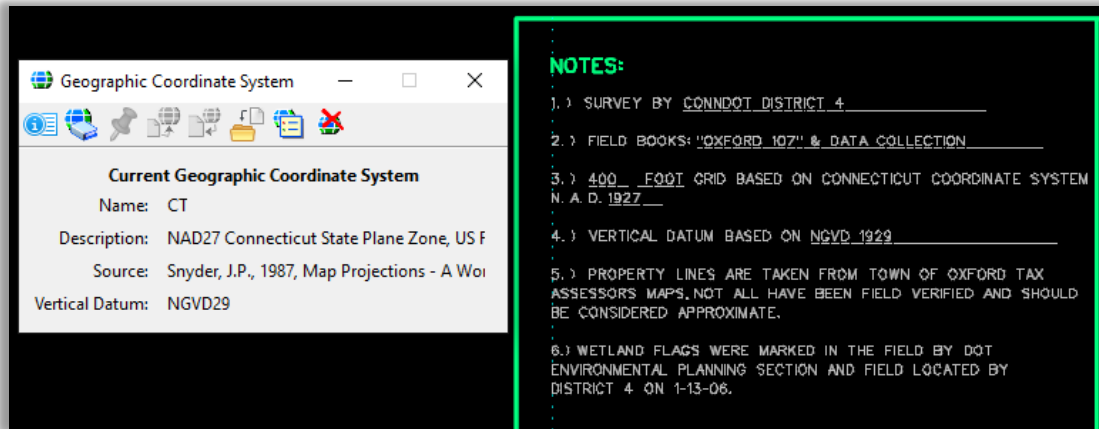 Geographic Coordinate System
Current Geographic Coordinate System
Name: CT
Description: NAD27 Connecticut State Plane Zone, US F
Source: Snyder, J.P., 1987, Map Projections - A Wor
Vertical Datum: NGVD29
NOTES:
1.) SURVEY BY CONNDOT DISTRICT 4
2.) FIELD BOOKS: "OXFORD 107" & DATA COLLECTION
3.) 400 FOOT GRID BASED ON CONNECTICUT COORDINATE SYSTEM
N. A. D. 1927
4.) VERTICAL DATUM BASED ON NGVD 1929
5.) PROPERTY LINES ARE TAKEN FROM TOWN OF OXFORD TAX
ASSESSORS MAPS. NOT ALL HAVE BEEN FIELD VERIFIED AND SHOULD
BE CONSIDERED APPROXIMATE.
6.) WETLAND FLAGS WERE MARKED IN THE FIELD BY DOT
ENVIRONMENTAL PLANNING SECTION AND FIELD LOCATED BY
DISTRICT 4 ON 1-13-06.